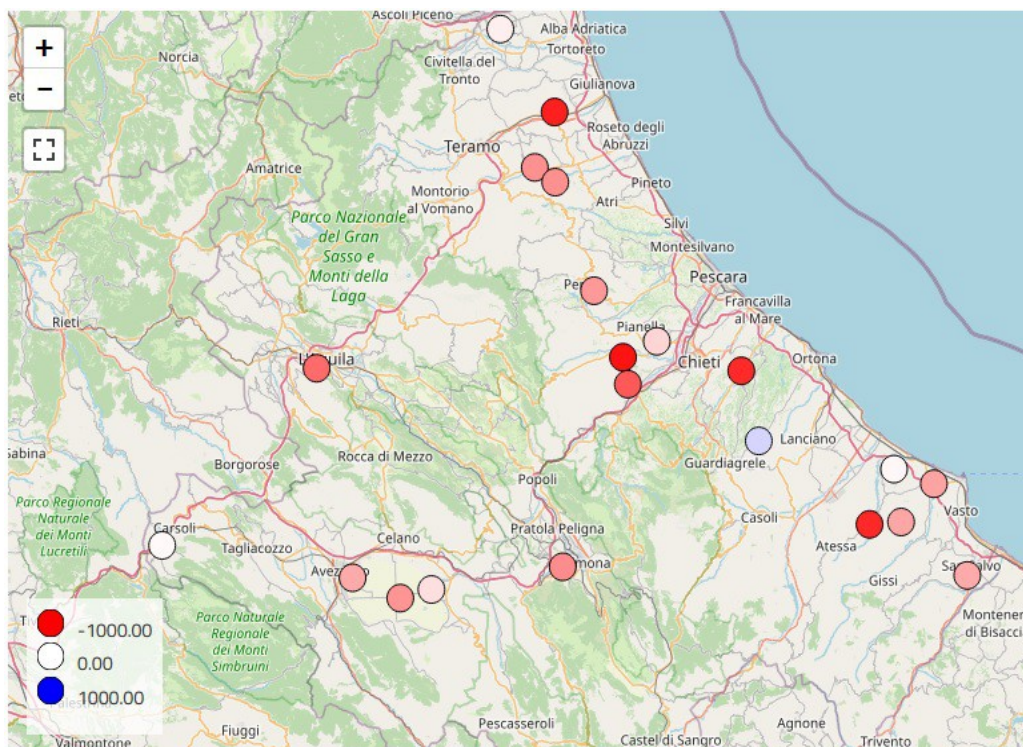 Ascoli Piceno
Alba Adriatica
Tortoreto
+
−
Norcia
Civitella del
Tronto
Giulianova
Roseto degli
Abruzzi
Teramo
Amatrice
Montorio
al Vomano
Pineto
Atri
Parco Nazionale
del Gran
Sasso e
Monti della
Laga
Silvi
Montesilvano
Pescara
Francavilla
al Mare
Rieti
Pianella
Chieti
Ortona
Lanciano
Rocca di Mezzo
Guardiagrele
Borgorose
Popoli
Parco Regionale
Naturale
dei Monti
Lucretili
Carsoli
Tagliacozzo
Celano
Pratola Peligna
Casoli
Vasto
Atessa
Gissi
Parco Naturale
Regionale
dei Monti
Simbruini
-1000.00
0.00
1000.00
di Bisaccia
Fiuggi
Pescasseroli
Agnone
Castel di Sangro
Trivento
Valmontone